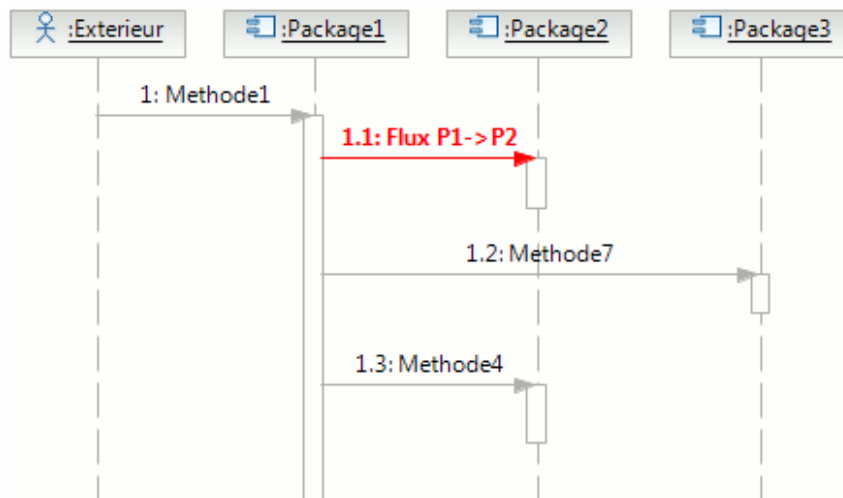 :Exterieur
:Package1
:Package2
:Package3
1: Methode1
1.1: Flux P1->P2
1.2: Methode7
1.3: Methode4